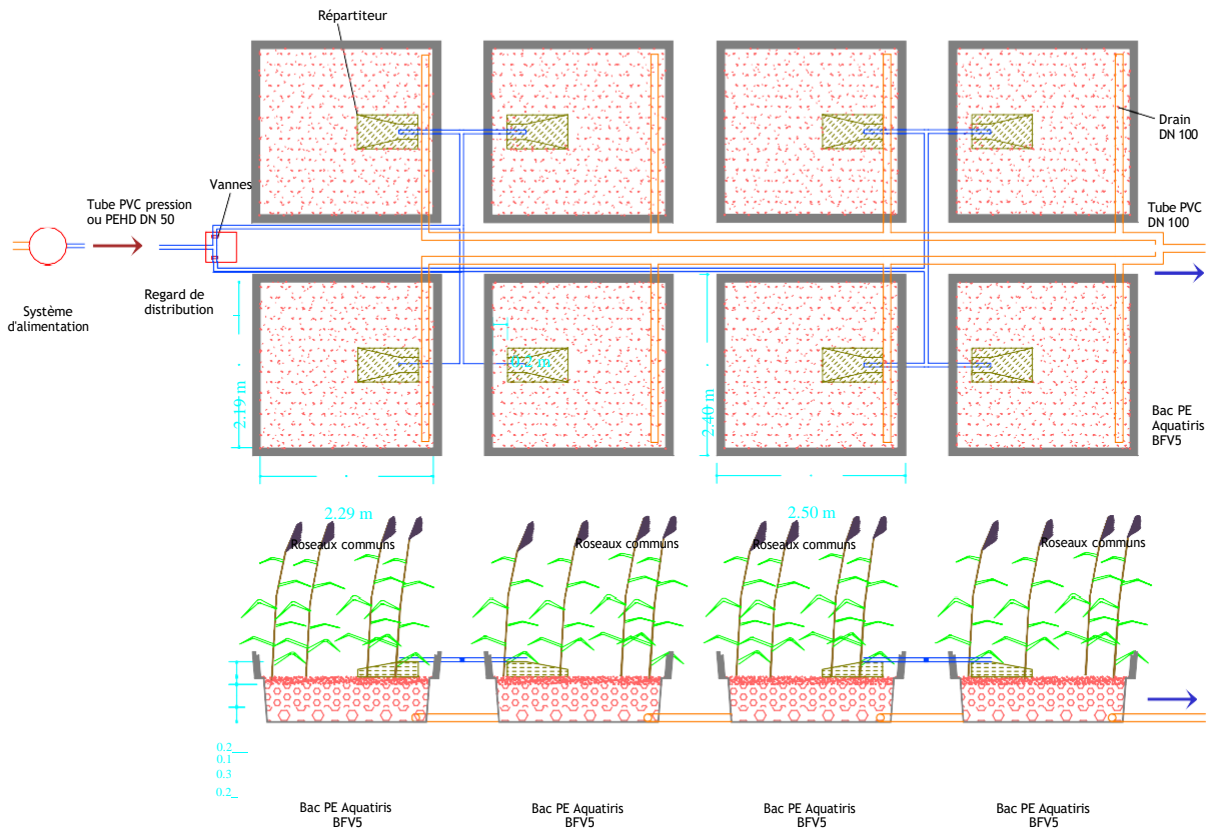 Répartiteur
Drain
DN 100
Vannes
Tube PVC pression
ou PEHD DN 50
Tube PVC
DN 100
Système
d'alimentation
Regard de
distribution
0.2 m
2.19 m
2.40 m
Bac PE
Aquatiris
BFV5
2.29 m
2.50 m
Roseaux communs
Roseaux communs
Roseaux communs
Roseaux communs
0.2
0.1
0.3
0.2
Bac PE Aquatiris
BFV5
Bac PE Aquatiris
BFV5
Bac PE Aquatiris
BFV5
Bac PE Aquatiris
BFV5